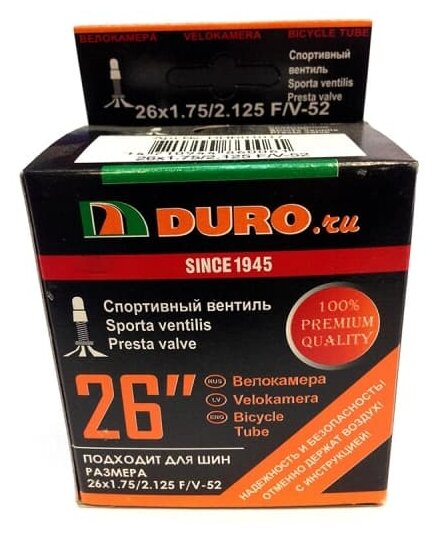 ВЕЛОКАМЕРА
VELOKAMERA
BICYCLE TUBE
Спортивный вентиль
Sporta ventilis
Presta valve
26x1.75/2.125 F/V-52
26x1.75/2.125 F/V-52
DURO.ru
SINCE 1945
Спортивный вентиль
Sporta ventilis
Presta valve
100%
PREMIUM
QUALITY
26"
RUS Велокамера
LV Velokamera
ENG Bicycle
Tube
ПОДХОДИТ ДЛЯ ШИН
РАЗМЕРА
26x1.75/2.125 F/V-52
НАДЕЖНОСТЬ И БЕЗОПАСНОСТЬ!
ОТМЕННО ДЕРЖАТ ВОЗДУХ!
С ИНСТРУКЦИЕЙ!